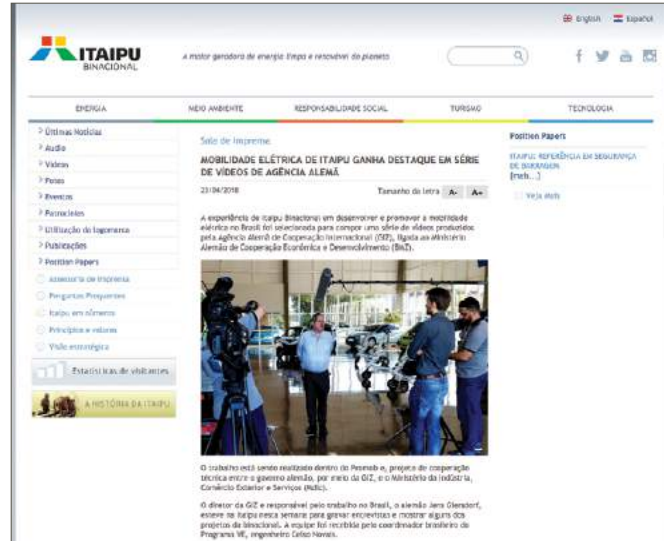 English Español
ITAIPU
BINACIONAL
A maior geradora de energia limpa e renovável do planeta
ENERGIA MEIO AMBIENTE RESPONSABILIDADE SOCIAL TURISMO TECNOLOGIA
Últimas Notícias
Audio
Vídeos
Fotos
Eventos
Patrocínios
Utilização da logomarca
Publicações
Position Papers
Assessoria de Imprensa
Perguntas Frequentes
Itaipu em números
Princípios e valores
Visão estratégica
Estatísticas de visitantes
A HISTÓRIA DA ITAIPU
Sala de Imprensa
MOBILIDADE ELÉTRICA DE ITAIPU GANHA DESTAQUE EM SÉRIE
DE VÍDEOS DE AGÊNCIA ALEMÃ
23/04/2018 Tamanho da letra A- A+
A experiência de Itaipu Binacional em desenvolver e promover a mobilidade
elétrica no Brasil foi selecionada para compor uma série de vídeos produzidos
pela Agência Alemã de Cooperação Internacional (GIZ), ligada ao Ministério
Alemão de Cooperação Econômica e Desenvolvimento (BMZ).
O trabalho está sendo realizado dentro do Promob-e, projeto de cooperação
técnica entre o governo alemão, por meio da GIZ, e o Ministério da Indústria,
Comércio Exterior e Serviços (Mdic).
O diretor da GIZ e responsável pelo trabalho no Brasil, o alemão Jens Giersdorf,
esteve na Itaipu nesta semana para gravar entrevistas e mostrar alguns dos
projetos da binacional. A equipe foi recebida pelo coordenador brasileiro do
Programa VE, engenheiro Celso Novais.
Position Papers
ITAIPU: REFERÊNCIA EM SEGURANÇA
DE BARRAGEM
[mais...]
Veja Mais